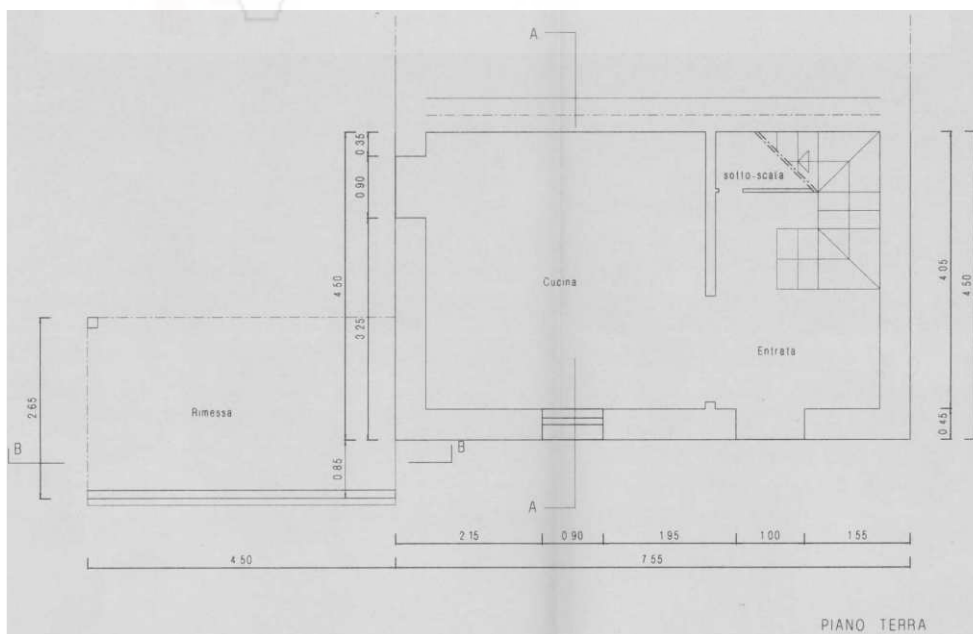 A
0.35
0.90
sotto-scala
4.50
4.05
4.50
Cucina
3.25
Entrata
2.65
Rimessa
0.45
B
B
0.85
A
2.15
0.90
1.95
1.00
1.55
4.50
7.55
PIANO TERRA